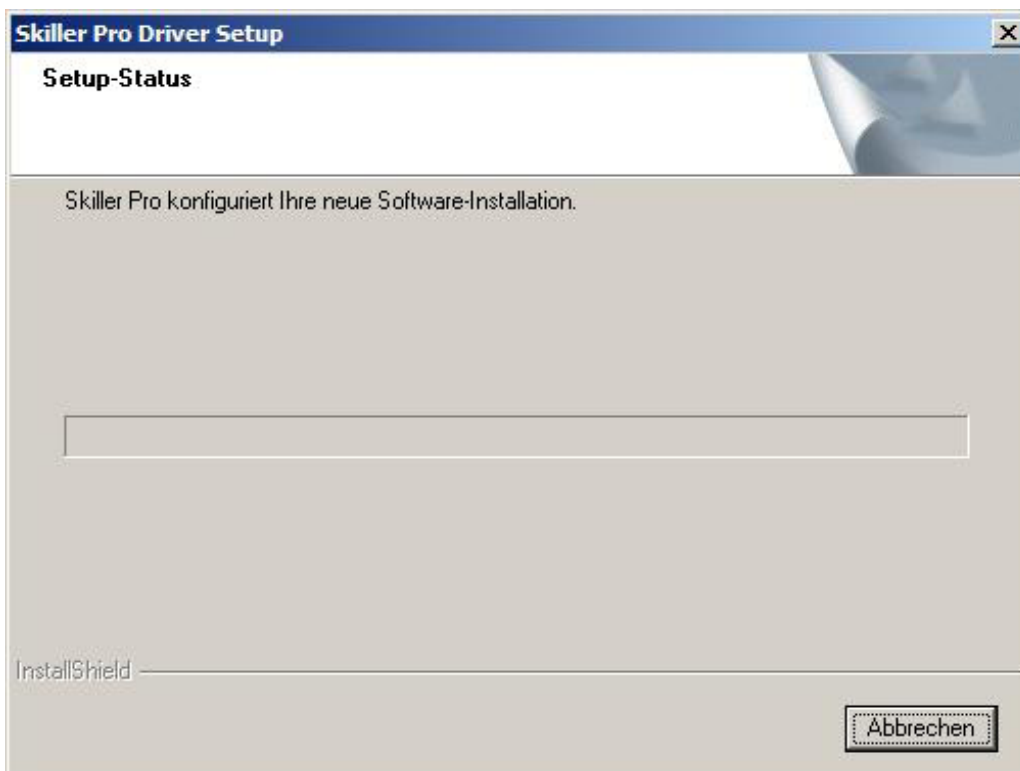 Skiller Pro Driver Setup
Setup-Status
Skiller Pro konfiguriert Ihre neue Software-Installation.
InstallShield
Abbrechen